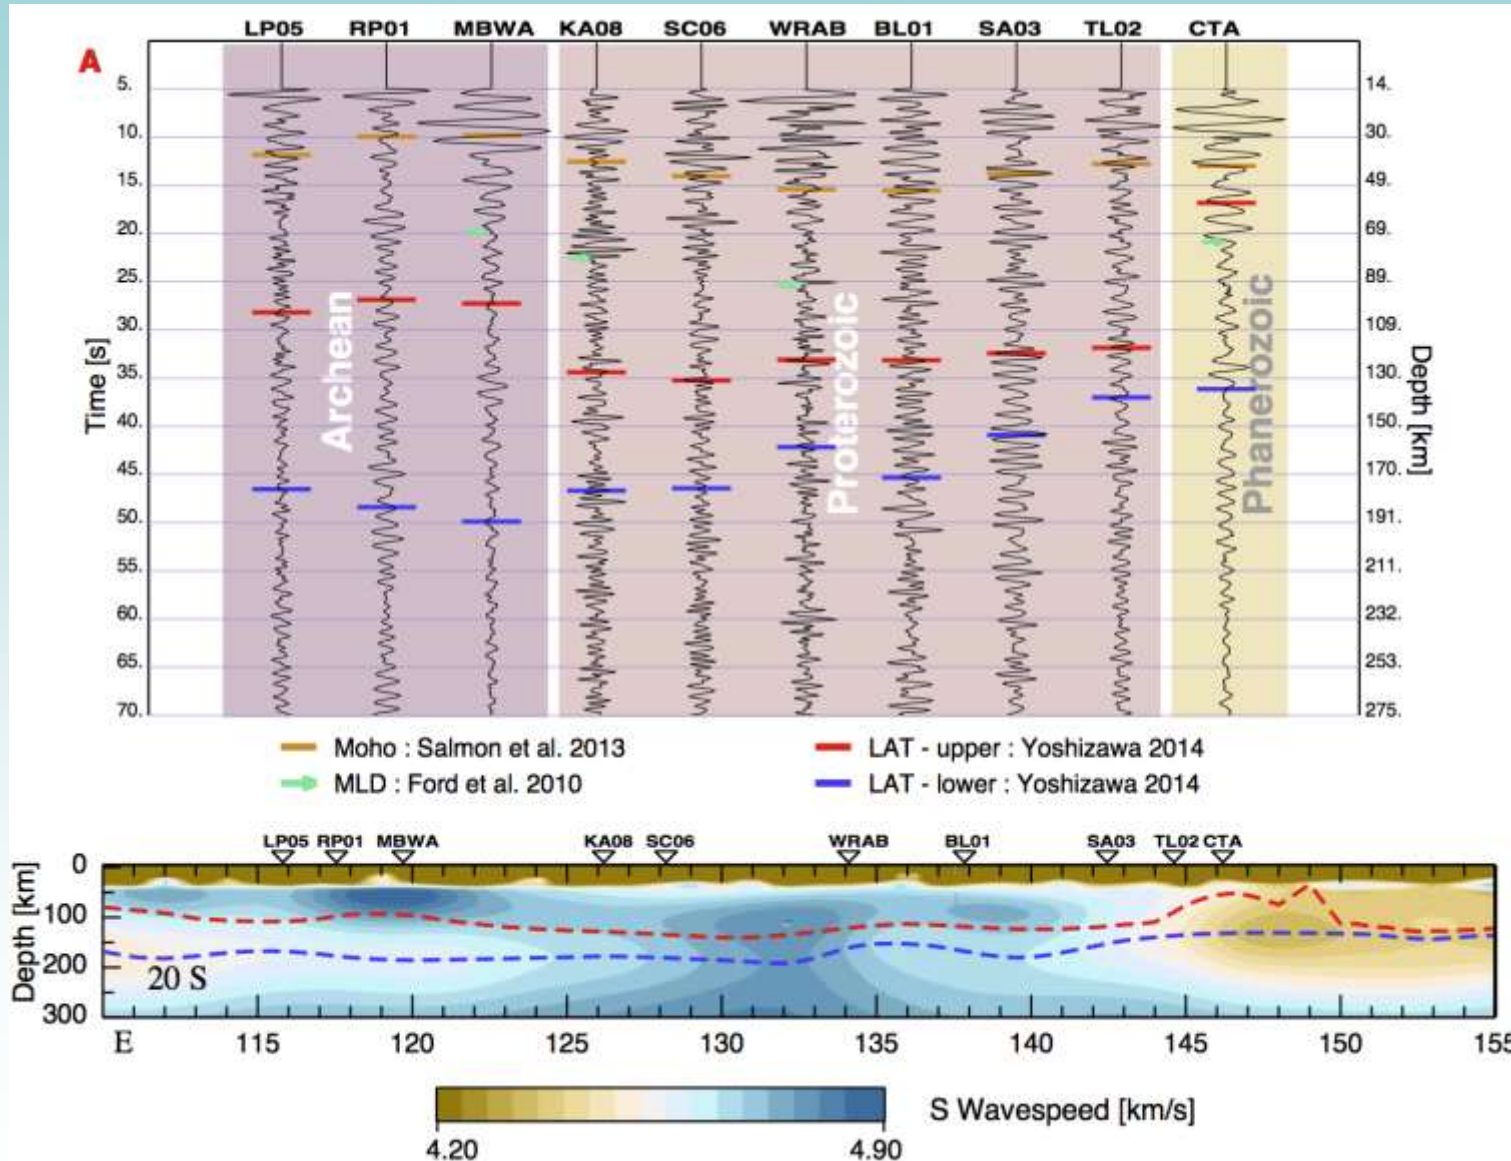 LP05 RP01 MBWA KA08 SC06 WRAB BL01 SA03 TL02 CTA
A
5. 14.
10. 30.
15. 49.
20. 69.
25. 89.
30. 109.
35. 130.
40. 150.
45. 170.
50. 191.
55. 211.
60. 232.
65. 253.
70. 275.
Time [s]
Archean
Proterozoic
Phanerozoic
Depth [km]
Moho : Salmon et al. 2013
LAT - upper : Yoshizawa 2014
MLD : Ford et al. 2010
LAT - lower : Yoshizawa 2014
LP05 RP01 MBWA KA08 SC06 WRAB BL01 SA03 TL02 CTA
Depth [km]
0
100
200
300
20 S
E 115 120 125 130 135 140 145 150 155
S Wavespeed [km/s]
4.20 4.90